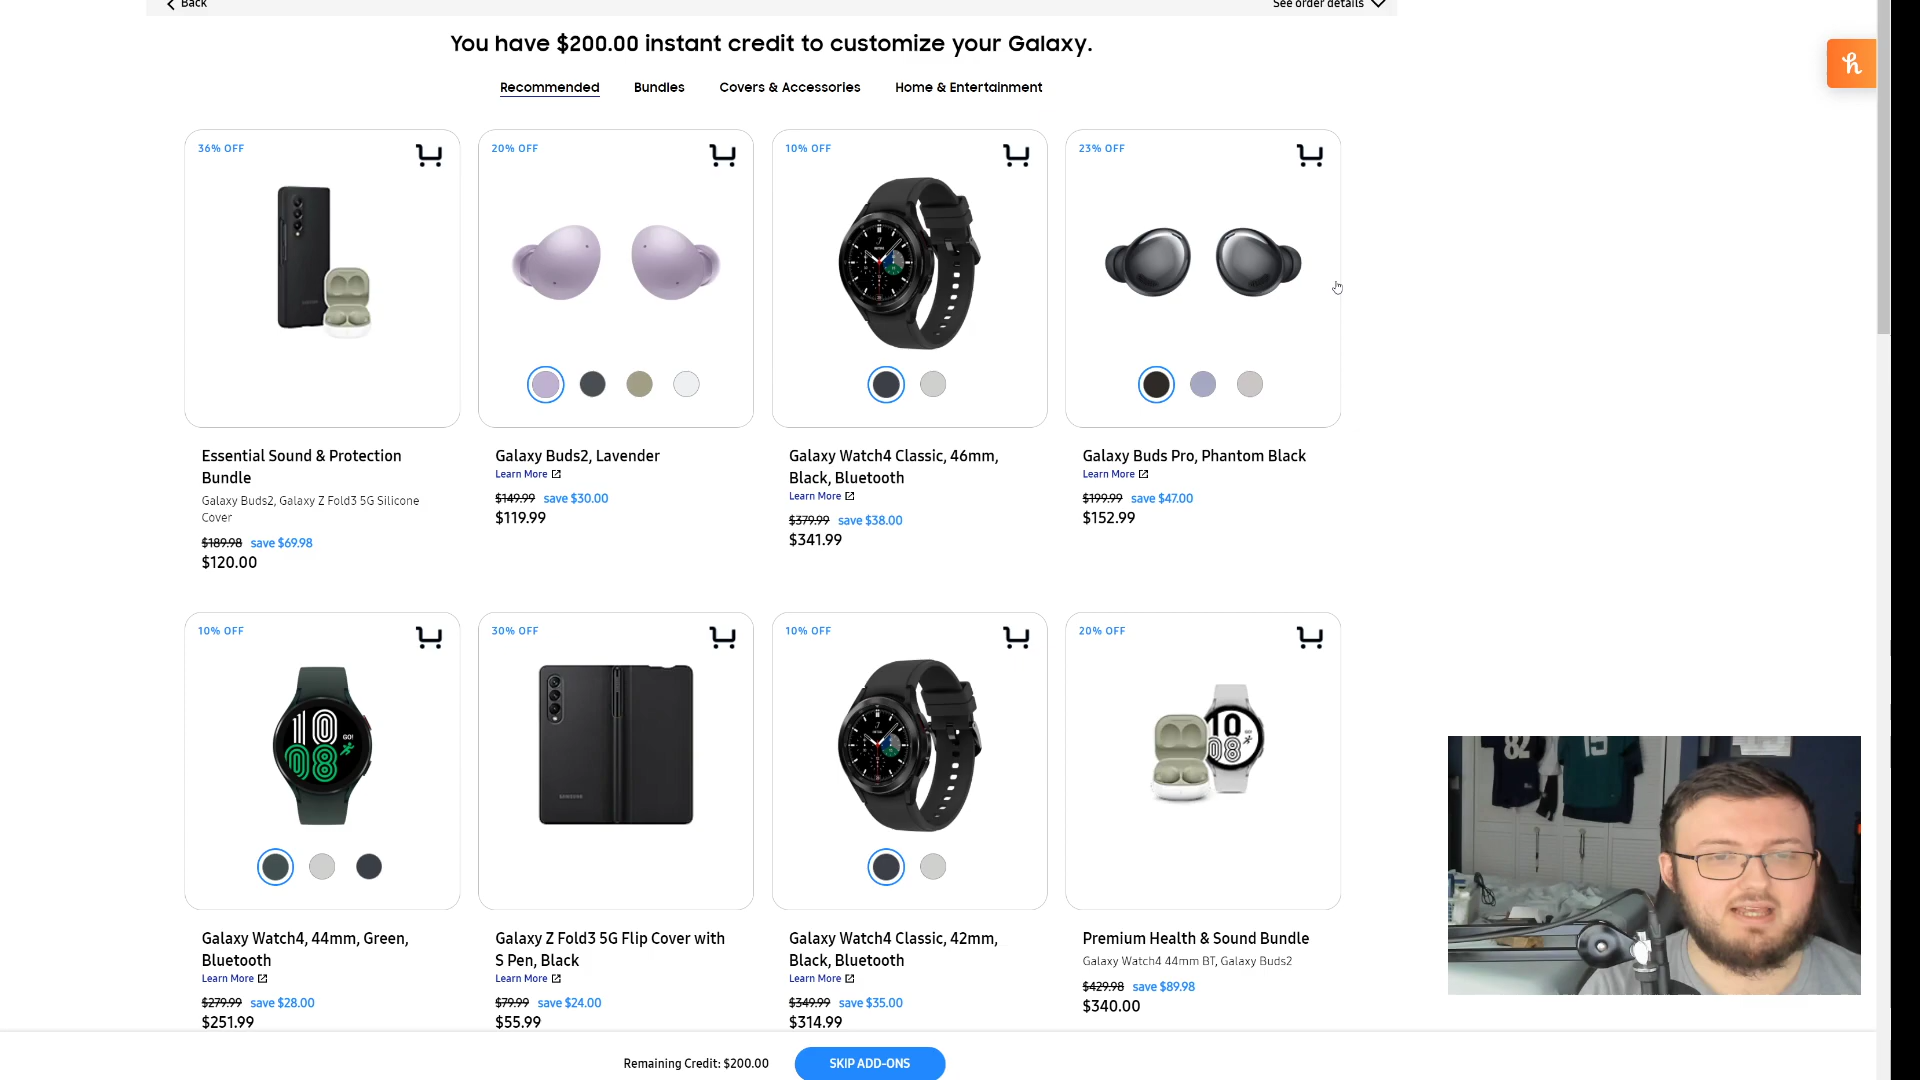 Back
See order details
You have $200.00 instant credit to customize your Galaxy.
Recommended Bundles Covers & Accessories Home & Entertainment
36% OFF
20% OFF
10% OFF
23% OFF
Essential Sound & Protection
Bundle
Galaxy Buds2, Galaxy Z Fold3 5G Silicone
Cover
$189.98 save $69.98
$120.00
Galaxy Buds2, Lavender
Learn More
$149.99 save $30.00
$119.99
Galaxy Watch4 Classic, 46mm,
Black, Bluetooth
Learn More
$379.99 save $38.00
$341.99
Galaxy Buds Pro, Phantom Black
Learn More
$199.99 save $47.00
$152.99
10% OFF
30% OFF
10% OFF
20% OFF
10
08
GO!
SAMSUNG
10
08
82
15
Galaxy Watch4, 44mm, Green,
Bluetooth
Learn More
$279.99 save $28.00
$251.99
Galaxy Z Fold3 5G Flip Cover with
S Pen, Black
Learn More
$79.99 save $24.00
$55.99
Galaxy Watch4 Classic, 42mm,
Black, Bluetooth
Learn More
$349.99 save $35.00
$314.99
Premium Health & Sound Bundle
Galaxy Watch4 44mm BT, Galaxy Buds2
$429.98 save $89.98
$340.00
Remaining Credit: $200.00
SKIP ADD-ONS